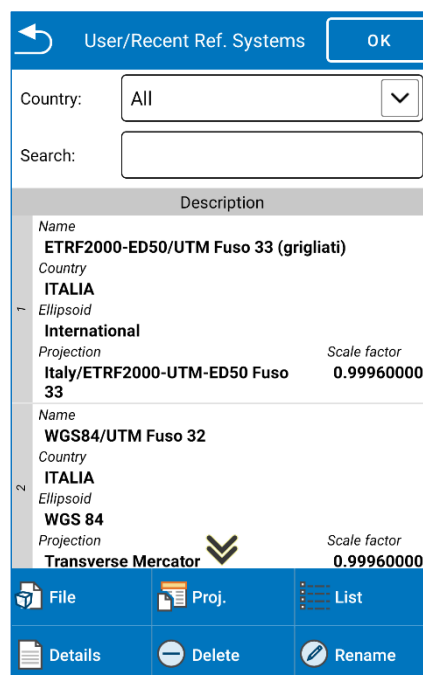 User/Recent Ref. Systems
OK
Country:
All
Search:
Description
1
Name
ETRF2000-ED50/UTM Fuso 33 (grigliati)
Country
ITALIA
Ellipsoid
International
Projection Scale factor
Italy/ETRF2000-UTM-ED50 Fuso 0.99960000
33
2
Name
WGS84/UTM Fuso 32
Country
ITALIA
Ellipsoid
WGS 84
Projection Scale factor
Transverse Mercator 0.99960000
File Proj. List
Details Delete Rename